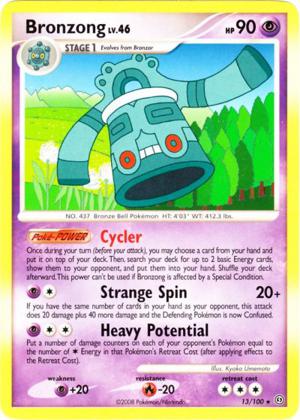 Bronzong LV.46 HP 90
STAGE 1 Evolves from Bronzor
NO. 437 Bronze Bell Pokémon HT: 4'03" WT: 412.3 lbs.
Poké-POWER Cycler
Once during your turn (before your attack), you may choose a card from your hand and
put it on top of your deck. Then, search your deck for up to 2 basic Energy cards,
show them to your opponent, and put them into your hand. Shuffle your deck
afterward. This power can't be used if Bronzong is affected by a Special Condition.
Strange Spin 20+
If you have the same number of cards in your hand as your opponent, this attack
does 20 damage plus 40 more damage and the Defending Pokémon is now Confused.
Heavy Potential
Put a number of damage counters on each of your opponent's Pokémon equal to the
number of Energy in that Pokémon's Retreat Cost (after applying effects to
the Retreat Cost).
weakness resistance retreat cost
+20 -20
Illus. Kyoko Umemoto
©2008 Pokémon/Nintendo 13/100